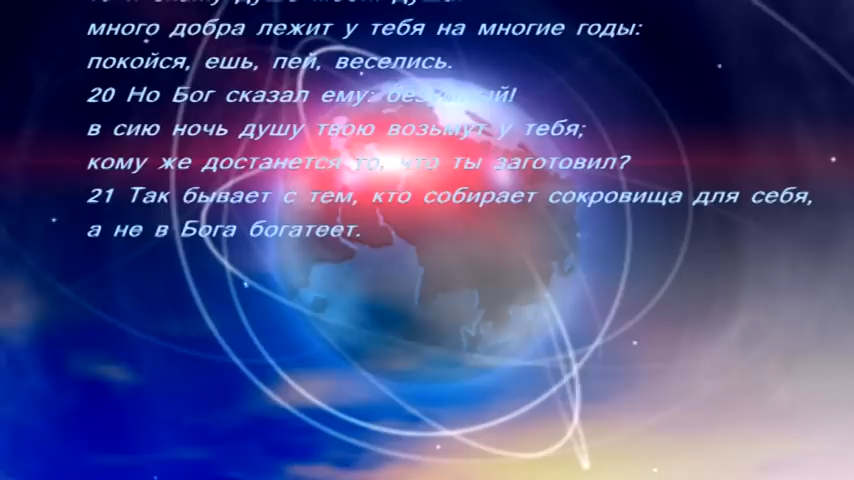 много добра лежит у тебя на многие годы:
покойся, ешь, пей, веселись.
20 Но Бог сказал ему: безумный!
в сию ночь душу твою возьмут у тебя;
кому же достанется то, что ты заготовил?
21 Так бывает с тем, кто собирает сокровища для себя,
а не в Бога богатеет.